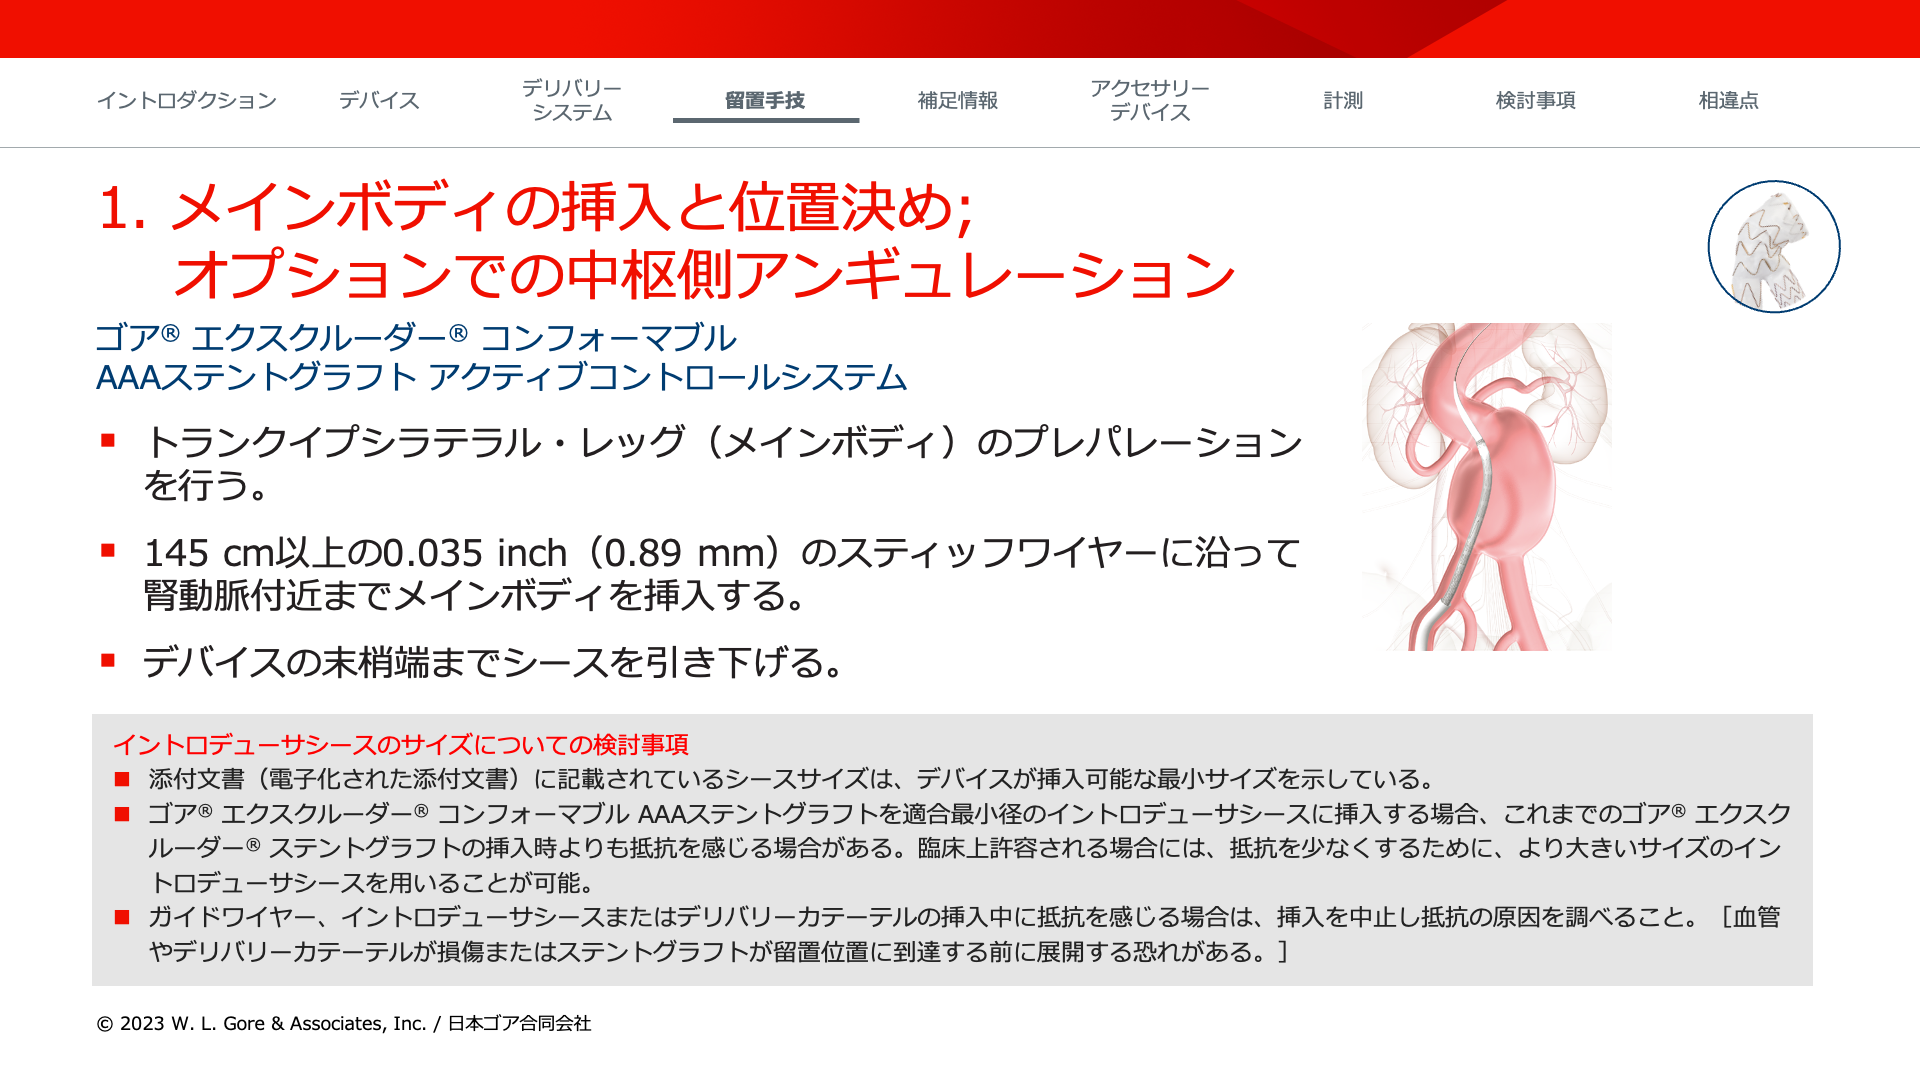 イントロダクション
デバイス
デリバリー
システム
留置手技
補足情報
アクセサリー
デバイス
計測
検討事項
相違点
1. メインボディの挿入と位置決め;
オプションでの中枢側アンギュレーション
ゴア® エクスクルーダー® コンフォーマブル
AAAステントグラフト アクティブコントロールシステム
■ トランクイプシラテラル・レッグ（メインボディ）のプレパレーション
を行う。
■ 145 cm以上の0.035 inch（0.89 mm）のスティッフワイヤーに沿って
腎動脈付近までメインボディを挿入する。
■ デバイスの末梢端までシースを引き下げる。
イントロデューサシースのサイズについての検討事項
■ 添付文書（電子化された添付文書）に記載されているシースサイズは、デバイスが挿入可能な最小サイズを示している。
■ ゴア® エクスクルーダー® コンフォーマブル AAAステントグラフトを適合最小径のイントロデューサシースに挿入する場合、これまでのゴア® エクスク
ルーダー® ステントグラフトの挿入時よりも抵抗を感じる場合がある。臨床上許容される場合には、抵抗を少なくするために、より大きいサイズのイン
トロデューサシースを用いることが可能。
■ ガイドワイヤー、イントロデューサシースまたはデリバリーカテーテルの挿入中に抵抗を感じる場合は、挿入を中止し抵抗の原因を調べること。［血管
やデリバリーカテーテルが損傷またはステントグラフトが留置位置に到達する前に展開する恐れがある。］
© 2023 W. L. Gore & Associates, Inc. / 日本ゴア合同会社